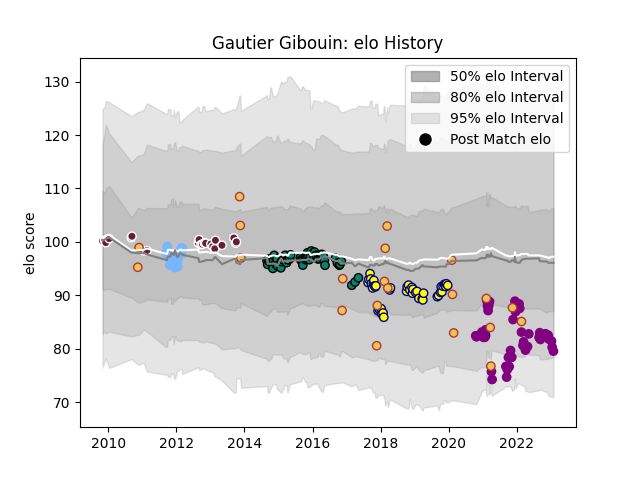 Gautier Gibouin: elo History
130
120
110
100
90
80
70
elo score
50% elo Interval
80% elo Interval
95% elo Interval
Post Match elo
2010 2012 2014 2016 2018 2020 2022